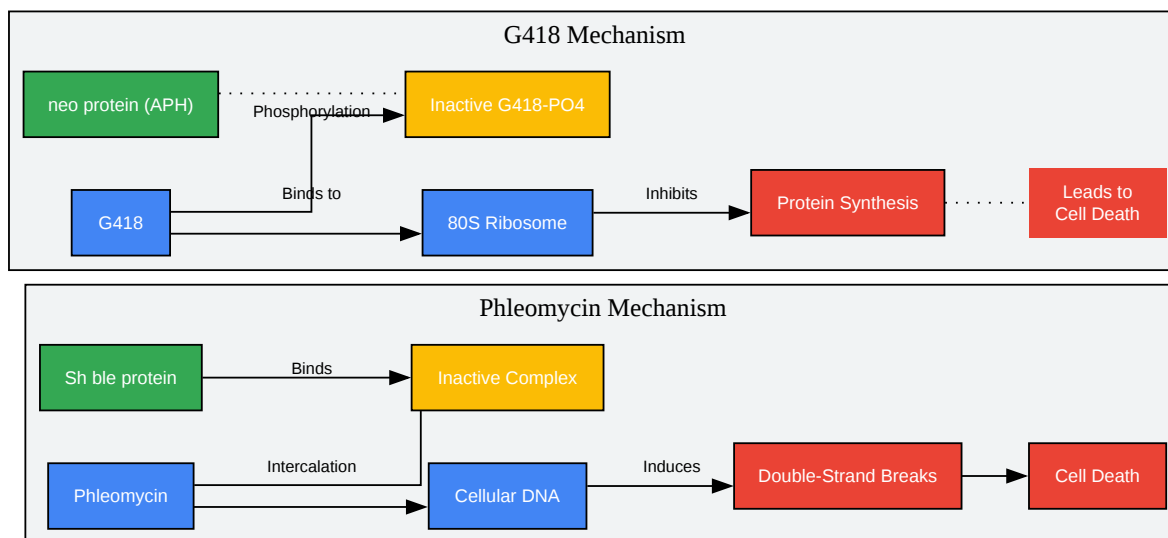 G418 Mechanism
neo protein (APH)
Phosphorylation
Inactive G418-PO4
G418
Binds to
80S Ribosome
Inhibits
Protein Synthesis
Leads to
Cell Death
Phleomycin Mechanism
Sh ble protein
Binds
Inactive Complex
Phleomycin
Intercalation
Cellular DNA
Induces
Double-Strand Breaks
Cell Death